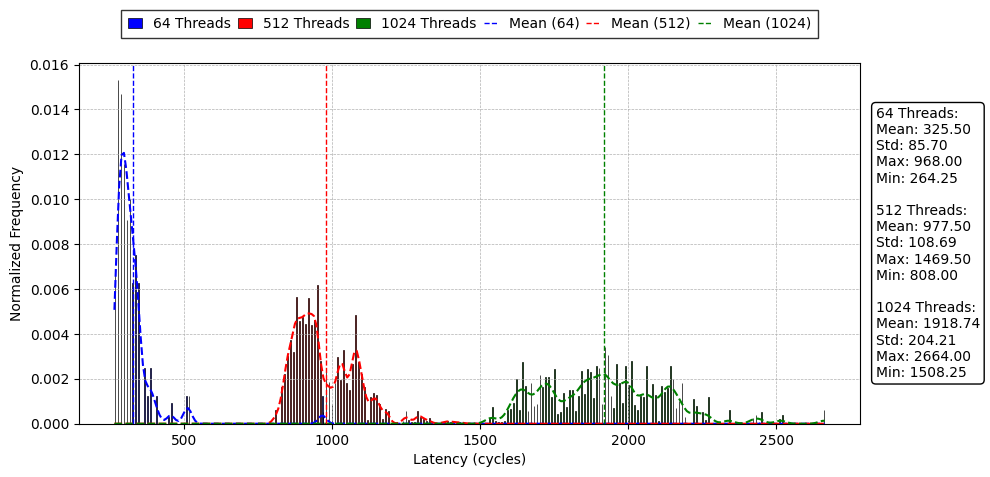 64 Threads 512 Threads 1024 Threads Mean (64) Mean (512) Mean (1024)
0.016
0.014
0.012
0.010
0.008
0.006
0.004
0.002
0.000
Normalized Frequency
500 1000 1500 2000 2500
Latency (cycles)
64 Threads:
Mean: 325.50
Std: 85.70
Max: 968.00
Min: 264.25
512 Threads:
Mean: 977.50
Std: 108.69
Max: 1469.50
Min: 808.00
1024 Threads:
Mean: 1918.74
Std: 204.21
Max: 2664.00
Min: 1508.25